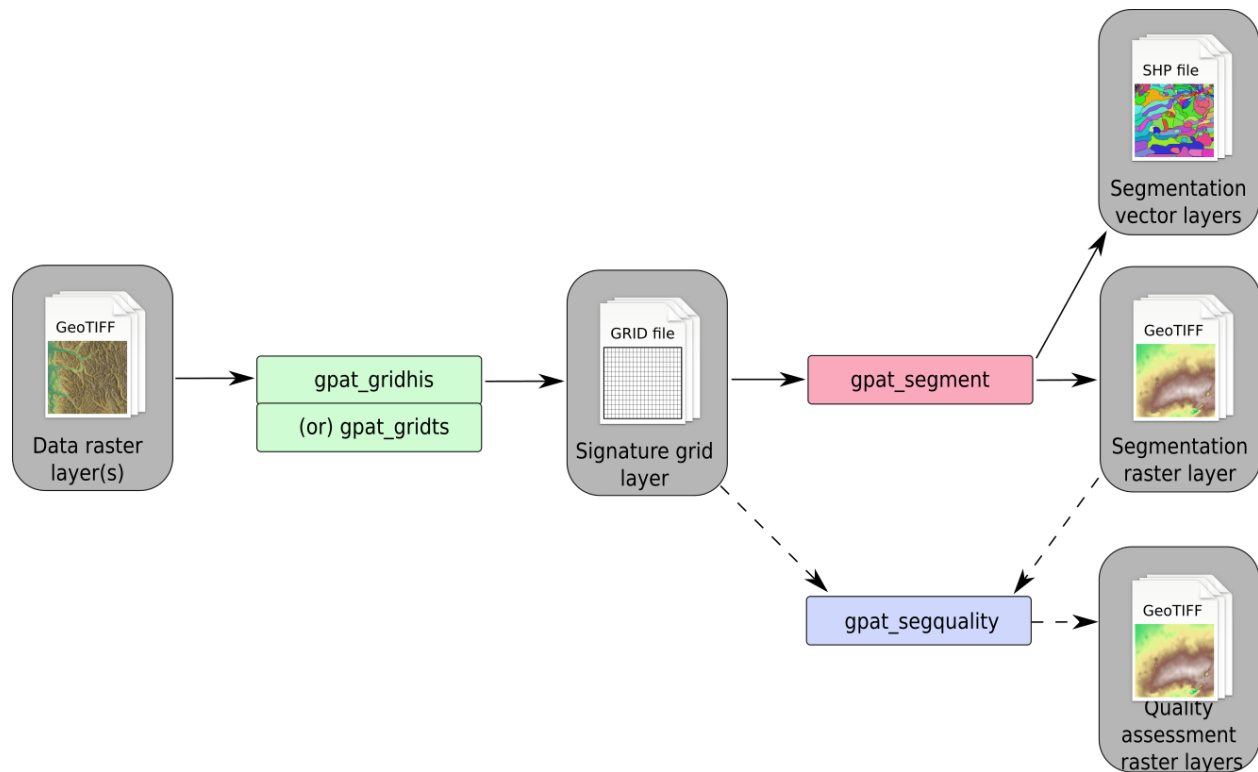 SHP file
Segmentation
vector layers
GeoTIFF
Data raster
layer(s)
gpat_gridhis
(or) gpat_gridts
GRID file
Signature grid
layer
gpat_segment
GeoTIFF
Segmentation
raster layer
gpat_segquality
GeoTIFF
Quality
assessment
raster layers